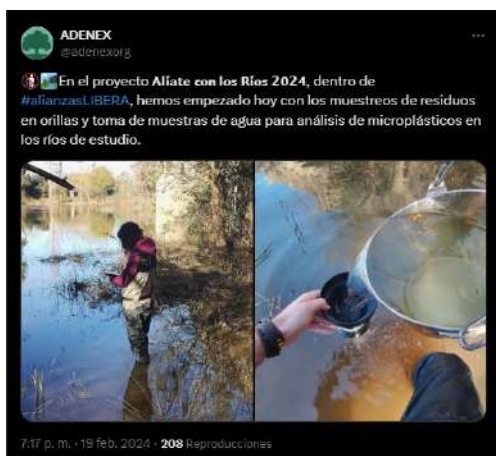 ADENEX
@adenexorg
En el proyecto Alíate con los Ríos 2024, dentro de
#alianzasLIBERA, hemos empezado hoy con los muestreos de residuos
en orillas y toma de muestras de agua para análisis de microplásticos en
los ríos de estudio.
7:17 p. m. · 19 feb. 2024 · 208 Reproducciones